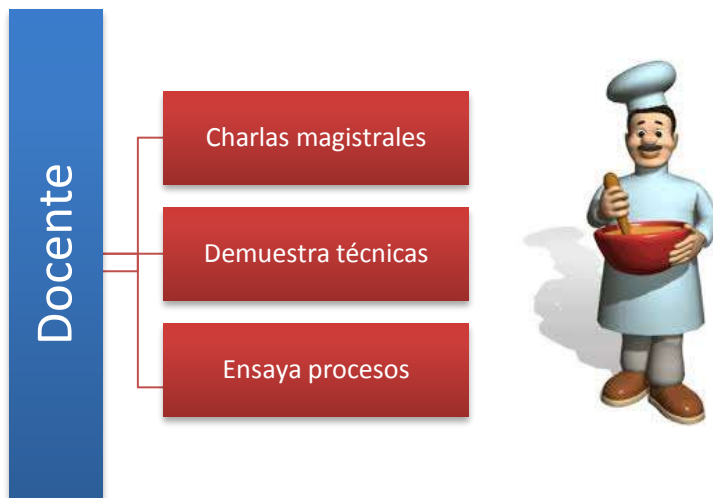 Docente
Charlas magistrales
Demuestra técnicas
Ensaya procesos